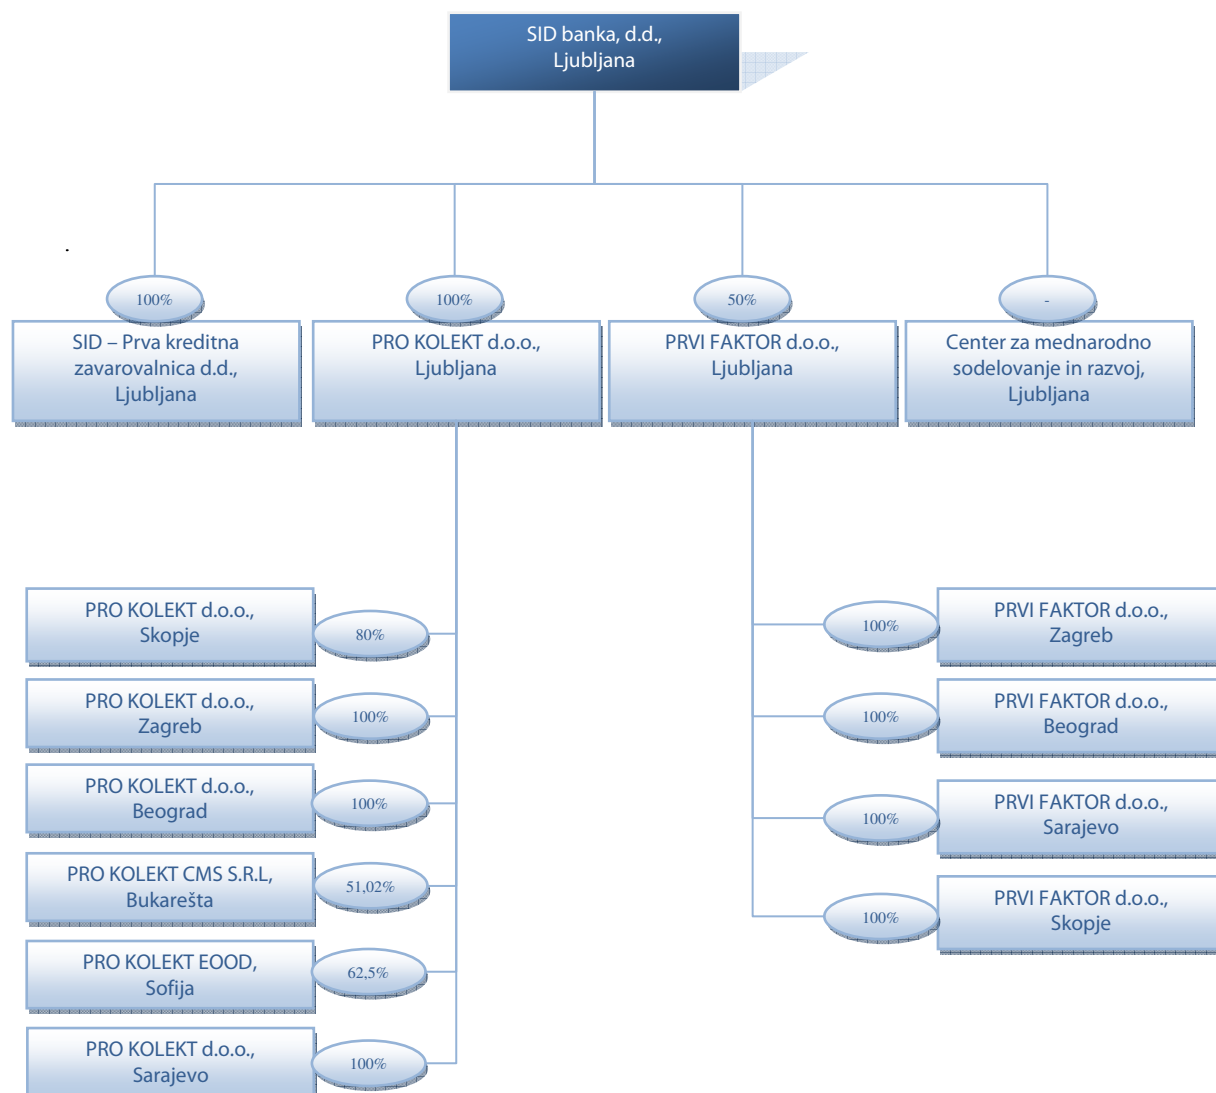 SID banka, d.d.,
Ljubljana
100%
SID – Prva kreditna
zavarovalnica d.d.,
Ljubljana
100%
PRO KOLEKT d.o.o.,
Ljubljana
50%
PRVI FAKTOR d.o.o.,
Ljubljana
-
Center za mednarodno
sodelovanje in razvoj,
Ljubljana
PRO KOLEKT d.o.o.,
Skopje
80%
PRO KOLEKT d.o.o.,
Zagreb
100%
PRO KOLEKT d.o.o.,
Beograd
100%
PRO KOLEKT CMS S.R.L,
Bukarešta
51,02%
PRO KOLEKT EOOD,
Sofija
62,5%
PRO KOLEKT d.o.o.,
Sarajevo
100%
100%
PRVI FAKTOR d.o.o.,
Zagreb
100%
PRVI FAKTOR d.o.o.,
Beograd
100%
PRVI FAKTOR d.o.o.,
Sarajevo
100%
PRVI FAKTOR d.o.o.,
Skopje